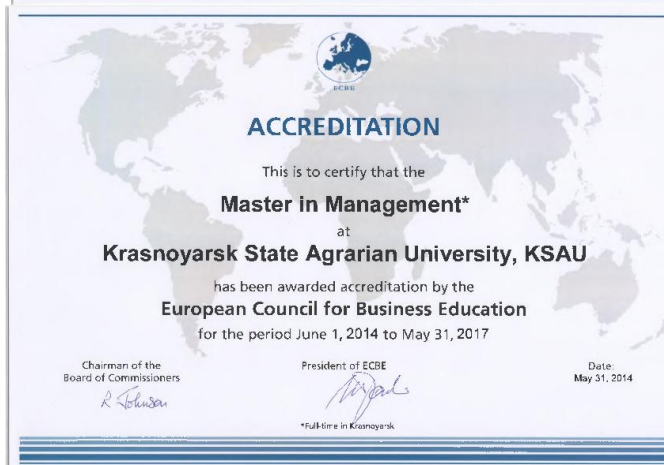 ECBE
ACCREDITATION
This is to certify that the
Master in Management*
at
Krasnoyarsk State Agrarian University, KSAU
has been awarded accreditation by the
European Council for Business Education
for the period June 1, 2014 to May 31, 2017
Chairman of the
Board of Commissioners
R Johnson
President of ECBE
Date:
May 31, 2014
*Full-time in Krasnoyarsk